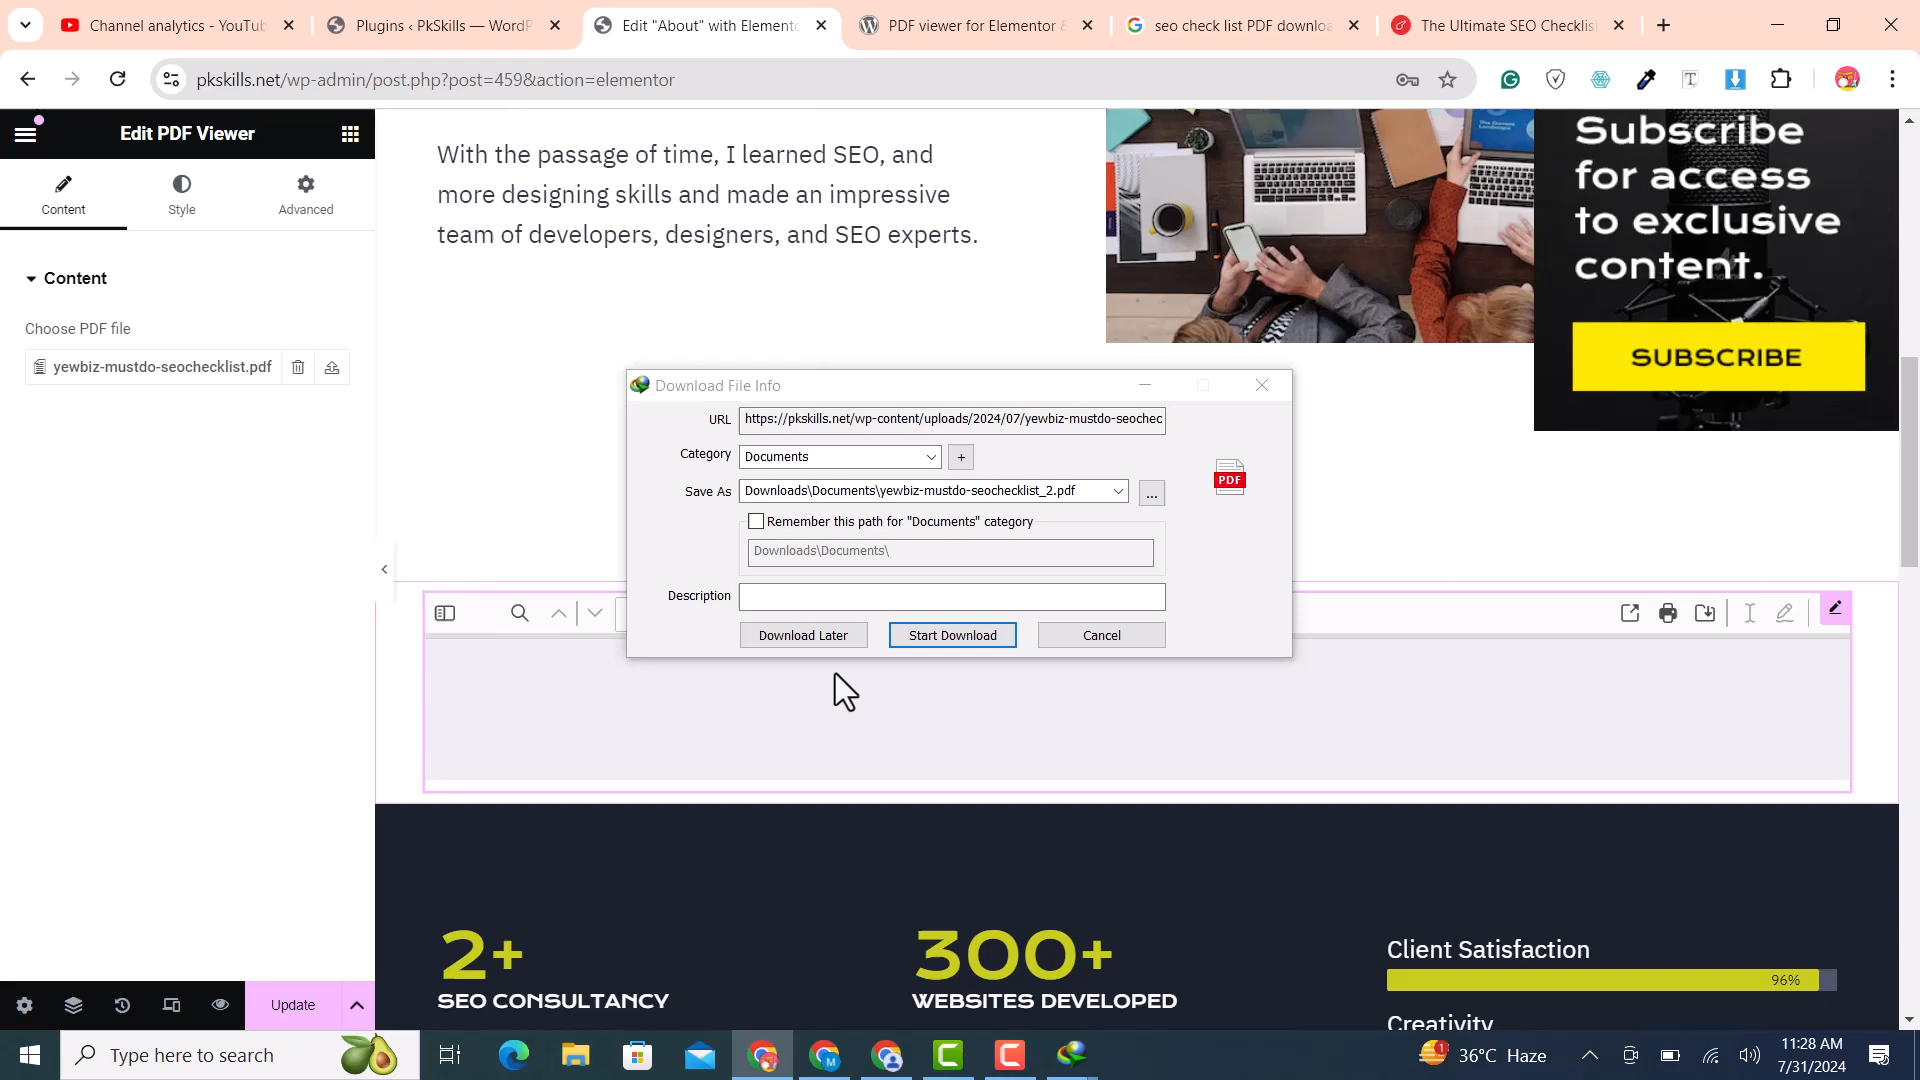 Channel analytics - YouTub
Plugins ‹ PkSkills — WordP
Edit "About" with Elemento
PDF viewer for Elementor &
seo check list PDF downloa
The Ultimate SEO Checklis
pkskills.net/wp-admin/post.php?post=459&action=elementor
Edit PDF Viewer
Content
Style
Advanced
Content
Choose PDF file
yewbiz-mustdo-seochecklist.pdf
With the passage of time, I learned SEO, and
more designing skills and made an impressive
team of developers, designers, and SEO experts.
Subscribe
for access
to exclusive
content.
SUBSCRIBE
Download File Info
URL
https://pkskills.net/wp-content/uploads/2024/07/yewbiz-mustdo-seochec
Category
Documents
+
Save As
Downloads\Documents\yewbiz-mustdo-seochecklist_2.pdf
...
PDF
Remember this path for "Documents" category
Downloads\Documents\
Description
Download Later
Start Download
Cancel
2+
SEO CONSULTANCY
300+
WEBSITES DEVELOPED
Client Satisfaction
96%
Creativity
Update
Type here to search
36°C Haze
11:28 AM
7/31/2024